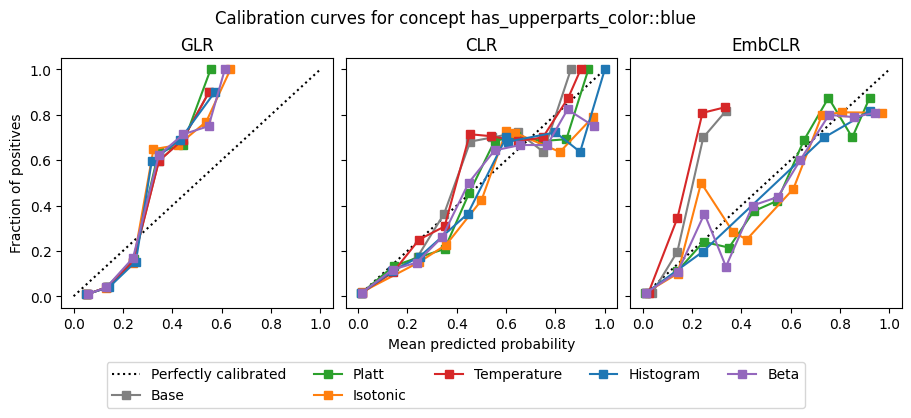 Calibration curves for concept has_upperparts_color::blue
GLR
CLR
EmbCLR
Fraction of positives
1.0
0.8
0.6
0.4
0.2
0.0
0.0 0.2 0.4 0.6 0.8 1.0
0.0 0.2 0.4 0.6 0.8 1.0
0.0 0.2 0.4 0.6 0.8 1.0
Mean predicted probability
Perfectly calibrated
Base
Platt
Isotonic
Temperature
Histogram
Beta